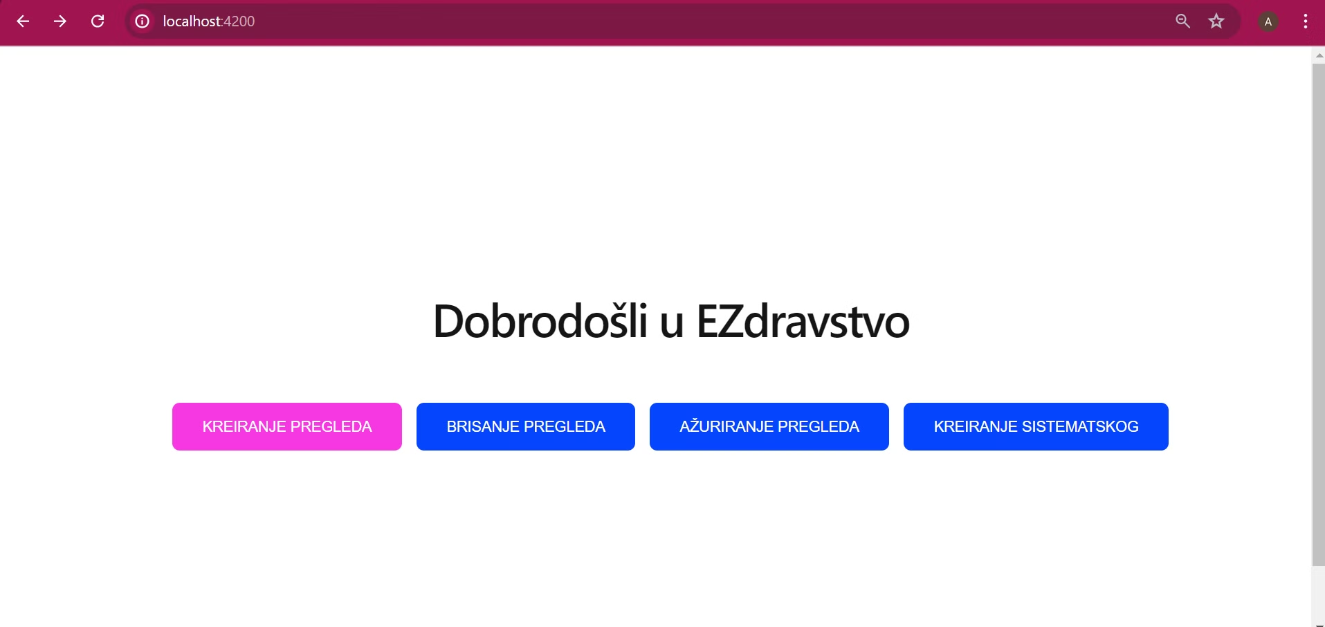 localhost:4200
A
Dobrodošli u EZdravstvo
KREIRANJE PREGLEDA BRISANJE PREGLEDA AŽURIRANJE PREGLEDA KREIRANJE SISTEMATSKOG